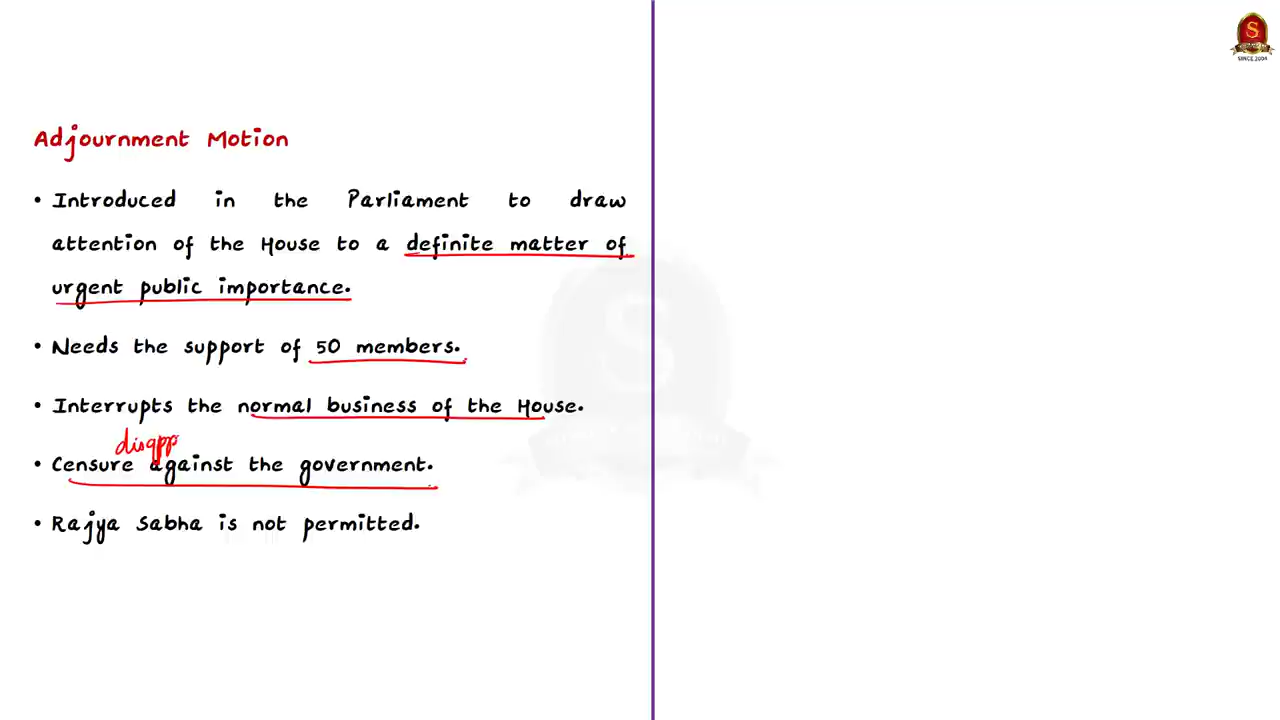 Adjournment Motion
• Introduced in the Parliament to draw
attention of the House to a definite matter of
urgent public importance.
• Needs the support of 50 members.
• Interrupts the normal business of the House.
disapp
• Censure against the government.
• Rajya Sabha is not permitted.
S
SINCE 2004